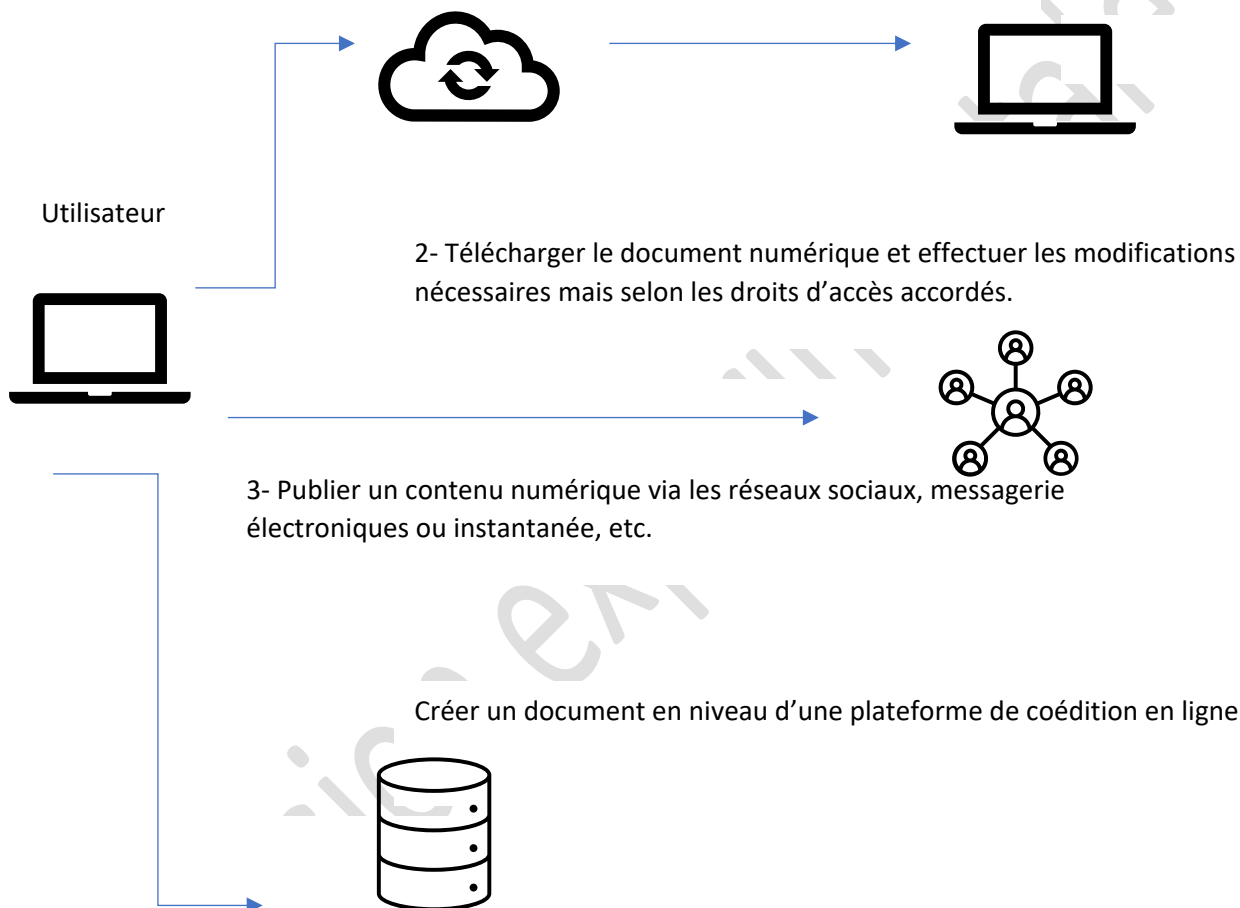 Utilisateur
2- Télécharger le document numérique et effectuer les modifications
nécessaires mais selon les droits d’accès accordés.
3- Publier un contenu numérique via les réseaux sociaux, messagerie
électroniques ou instantanée, etc.
Créer un document en niveau d’une plateforme de coédition en ligne